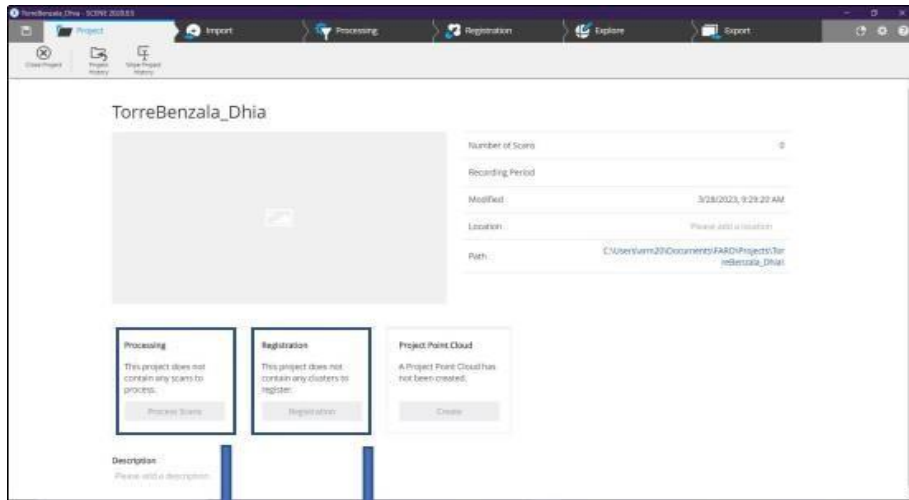 TorreBenzala_Dhia - SCENE 2020.0.5
Project
Import
Processing
Registration
Explore
Export
Close Project
Project
History
Wipe Project
History
TorreBenzala_Dhia
Number of Scans 0
Recording Period
Modified 3/28/2023, 9:29:20 AM
Location Please add a location
Path C:\Users\arm20\Documents\FARO\Projects\Tor
reBenzala_Dhia\
Processing
This project does not
contain any scans to
process.
Process Scans
Registration
This project does not
contain any clusters to
register.
Registration
Project Point Cloud
A Project Point Cloud has
not been created.
Create
Description
Please add a description